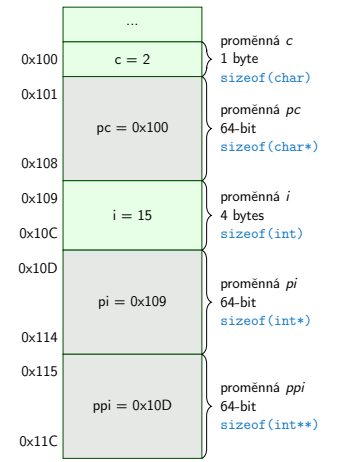 ...
0x100
c = 2
proměnná c
1 byte
sizeof(char)
0x101
pc = 0x100
0x108
proměnná pc
64-bit
sizeof(char*)
0x109
i = 15
0x10C
proměnná i
4 bytes
sizeof(int)
0x10D
pi = 0x109
0x114
proměnná pi
64-bit
sizeof(int*)
0x115
ppi = 0x10D
0x11C
proměnná ppi
64-bit
sizeof(int**)